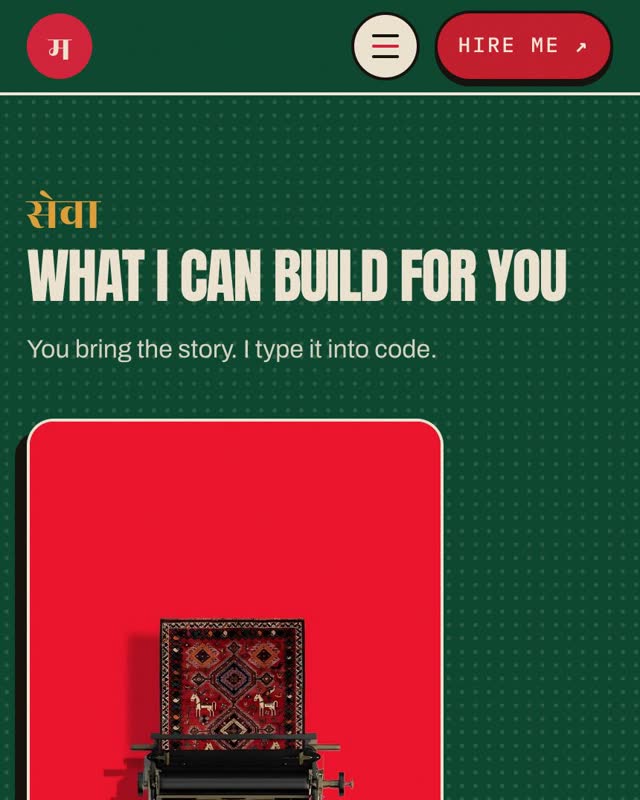 म
HIRE ME ↗
सेवा
WHAT I CAN BUILD FOR YOU
You bring the story. I type it into code.